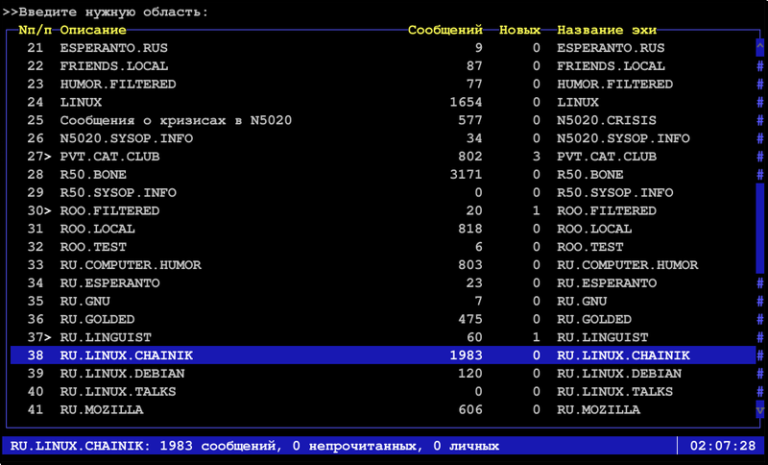 >>Введите нужную область:
№п/п Описание Сообщений Новых Название эхи
21 ESPERANTO.RUS 9 0 ESPERANTO.RUS ^
22 FRIENDS.LOCAL 87 0 FRIENDS.LOCAL #
23 HUMOR.FILTERED 77 0 HUMOR.FILTERED #
24 LINUX 1654 0 LINUX #
25 Сообщения о кризисах в N5020 577 0 N5020.CRISIS #
26 N5020.SYSOP.INFO 34 0 N5020.SYSOP.INFO #
27> PVT.CAT.CLUB 802 3 PVT.CAT.CLUB #
28 R50.BONE 3171 0 R50.BONE #
29 R50.SYSOP.INFO 0 0 R50.SYSOP.INFO
30> ROO.FILTERED 20 1 ROO.FILTERED
31 ROO.LOCAL 818 0 ROO.LOCAL
32 ROO.TEST 6 0 ROO.TEST
33 RU.COMPUTER.HUMOR 803 0 RU.COMPUTER.HUMOR
34 RU.ESPERANTO 23 0 RU.ESPERANTO #
35 RU.GNU 7 0 RU.GNU #
36 RU.GOLDED 475 0 RU.GOLDED #
37> RU.LINGUIST 60 1 RU.LINGUIST #
38 RU.LINUX.CHAINIK 1983 0 RU.LINUX.CHAINIK #
39 RU.LINUX.DEBIAN 120 0 RU.LINUX.DEBIAN #
40 RU.LINUX.TALKS 0 0 RU.LINUX.TALKS #
41 RU.MOZILLA 606 0 RU.MOZILLA v
RU.LINUX.CHAINIK: 1983 сообщений, 0 непрочитанных, 0 личных 02:07:28